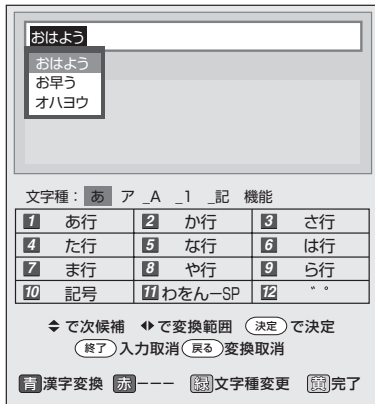 おはよう
おはよう
お早う
オハヨウ
文字種： あ ア _A _1 _記 機能
1 あ行 2 か行 3 さ行
4 た行 5 な行 6 は行
7 ま行 8 や行 9 ら行
10 記号 11 わをんーSP 12 ゛゜
で次候補 で変換範囲 決定 で決定
終了 入力取消 戻る 変換取消
青 漢字変換 赤 ーーー 緑 文字種変更 黄 完了